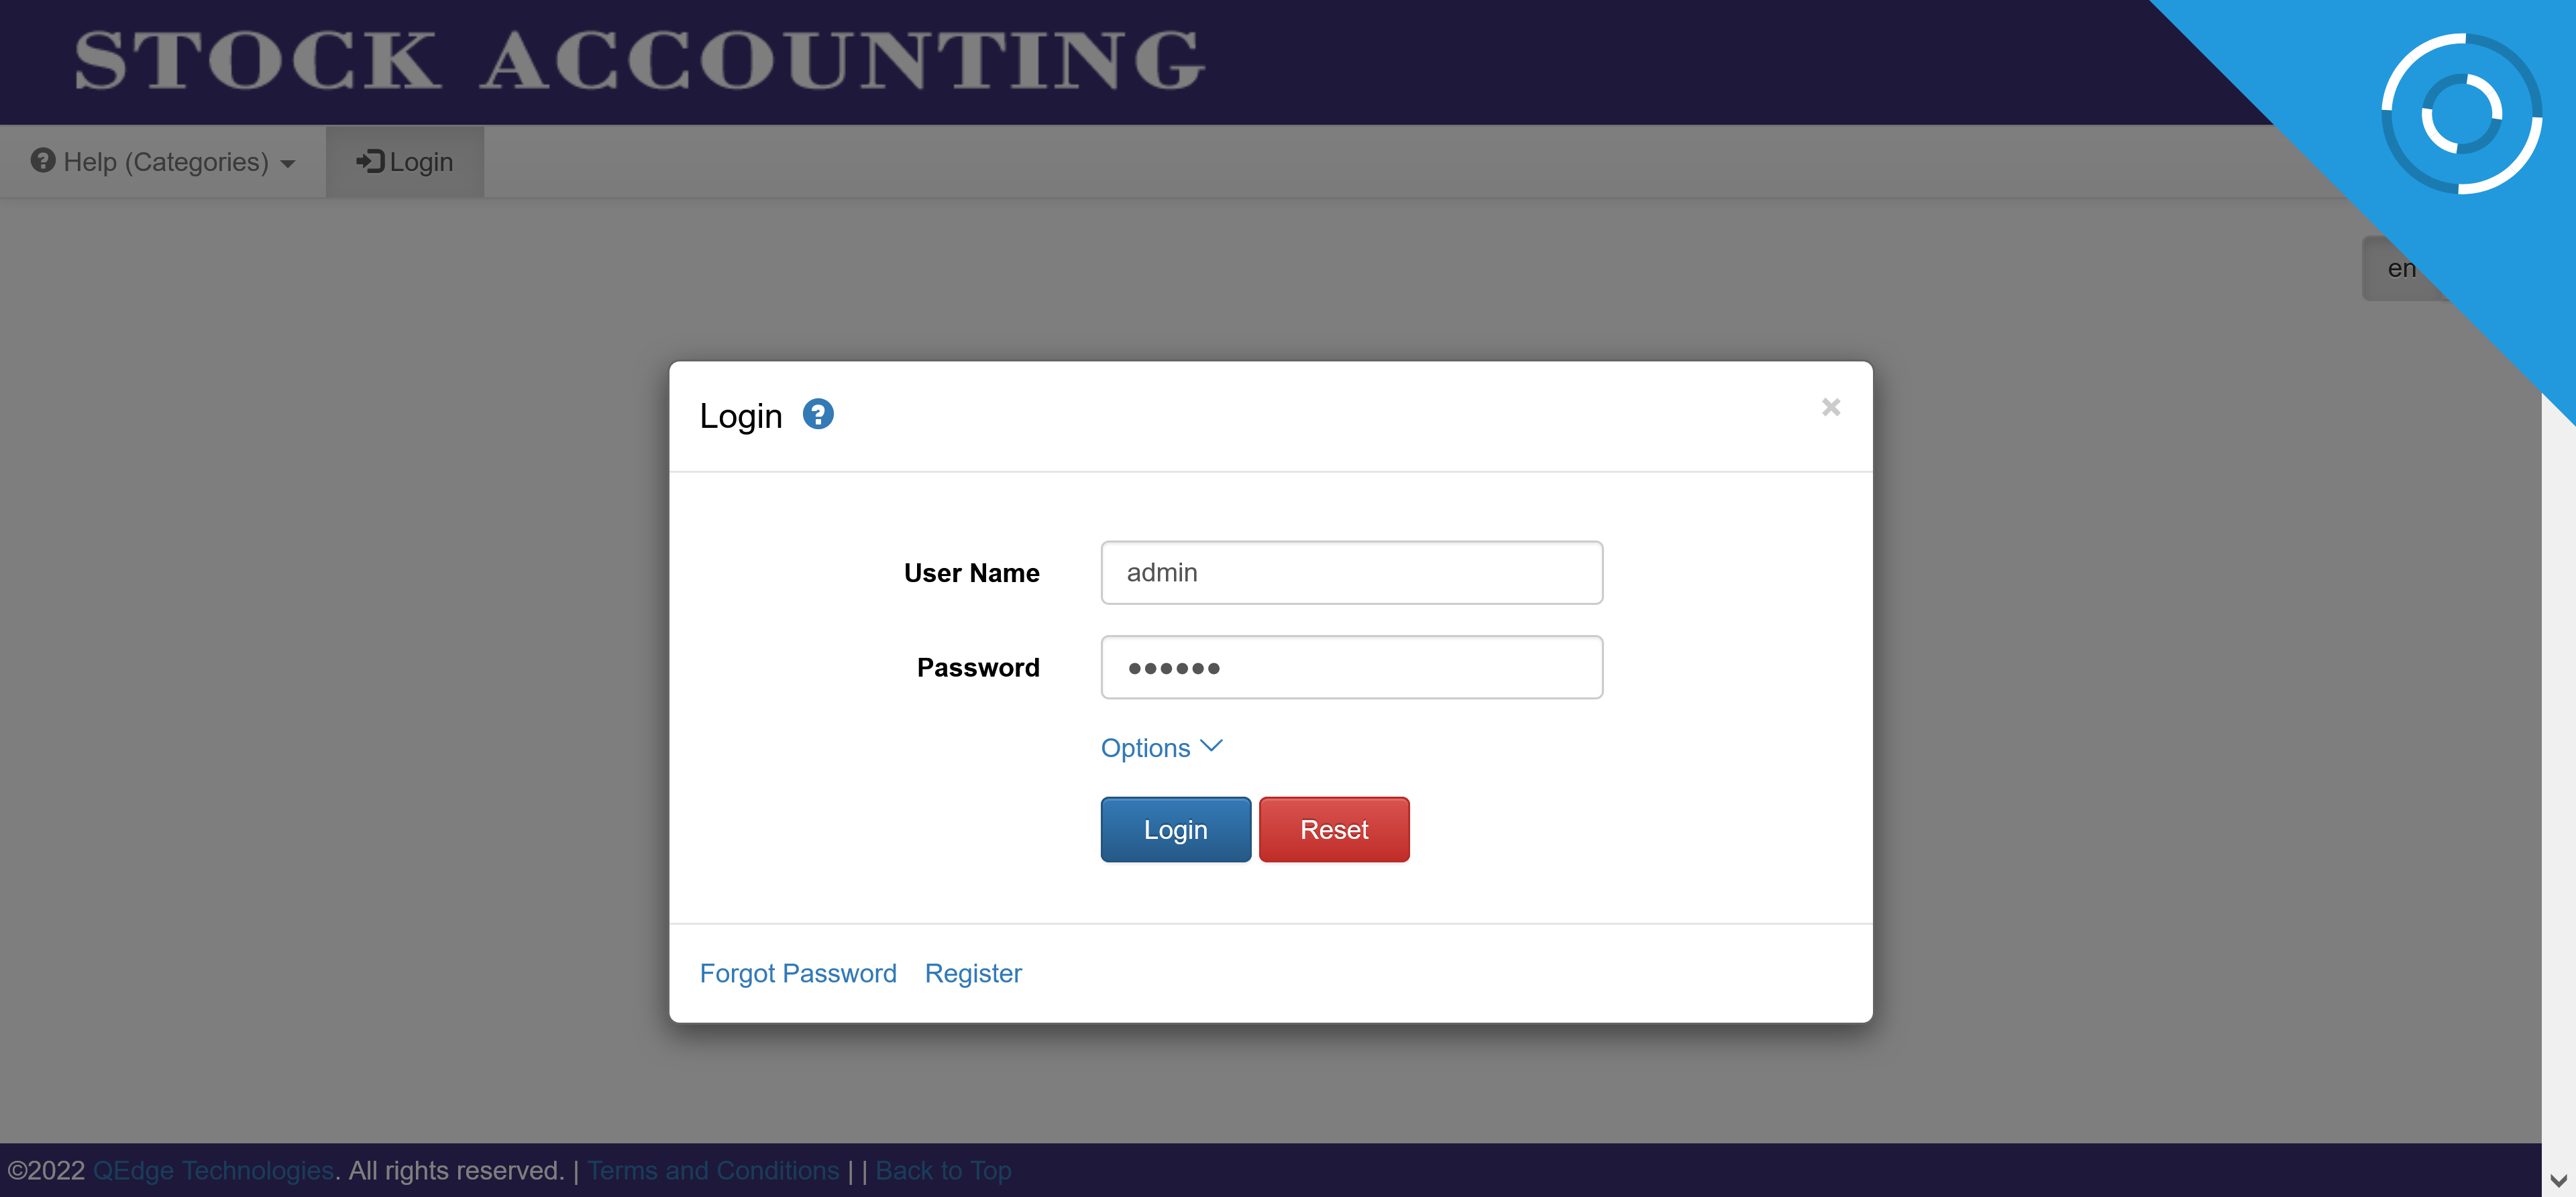 STOCK ACCOUNTING
Help (Categories) Login
en
Login
User Name admin
Password ••••••
Options
Login Reset
Forgot Password Register
©2022 QEdge Technologies. All rights reserved. | Terms and Conditions | | Back to Top